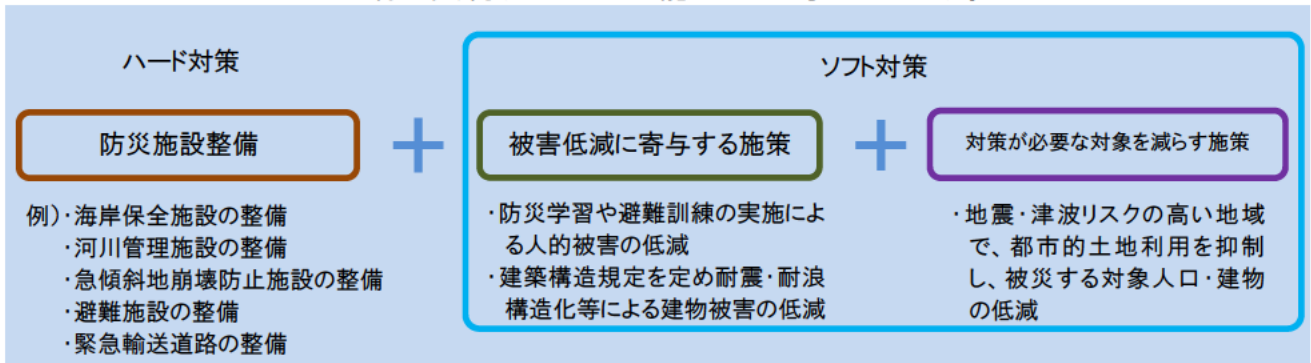 ハード対策
ソフト対策
防災施設整備
+
被害低減に寄与する施策
+
対策が必要な対象を減らす施策
例)・海岸保全施設の整備
・河川管理施設の整備
・急傾斜地崩壊防止施設の整備
・避難施設の整備
・緊急輸送道路の整備
・防災学習や避難訓練の実施によ
る人的被害の低減
・建築構造規定を定め耐震・耐浪
構造化等による建物被害の低減
・地震・津波リスクの高い地域
で、都市的土地利用を抑制
し、被災する対象人口・建物
の低減